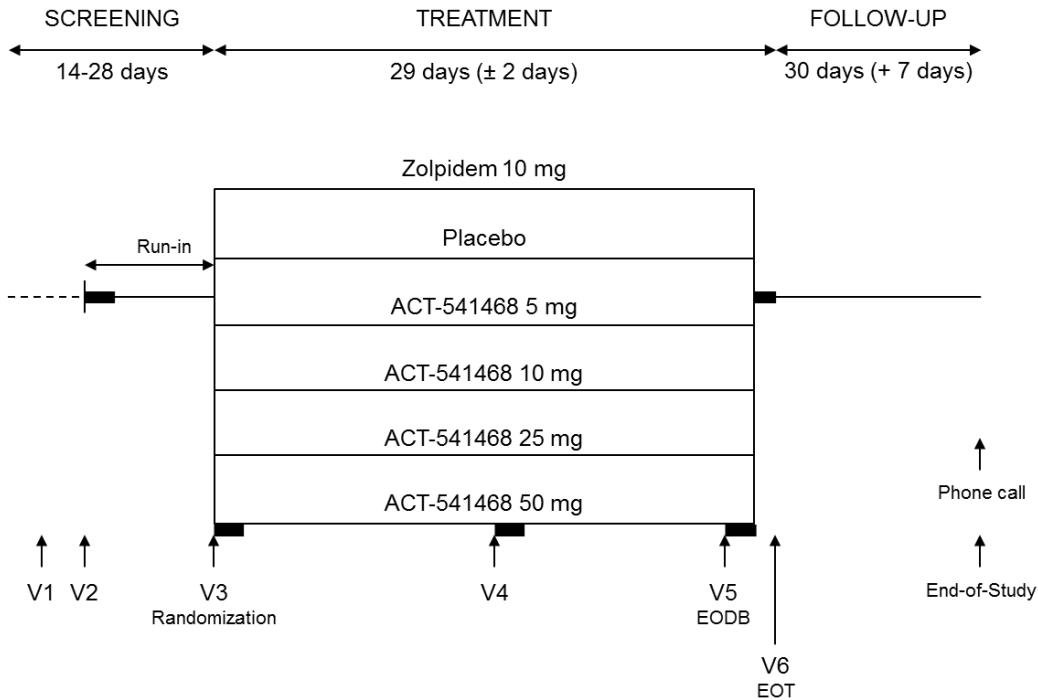 SCREENING TREATMENT FOLLOW-UP
14-28 days 29 days (± 2 days) 30 days (+ 7 days)
Zolpidem 10 mg
Placebo
Run-in
ACT-541468 5 mg
ACT-541468 10 mg
ACT-541468 25 mg
ACT-541468 50 mg
Phone call
V1 V2 V3 V4 V5 End-of-Study
Randomization EODB
V6
EOT